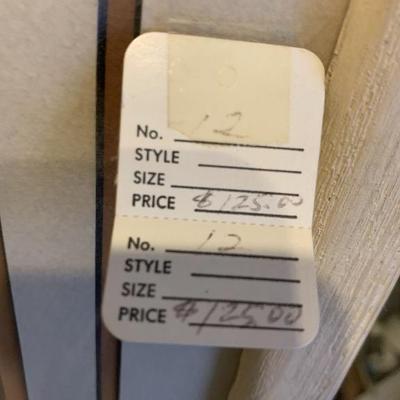 No. 12
STYLE
SIZE
PRICE $125.00
No. 12
STYLE
SIZE
PRICE $125.00